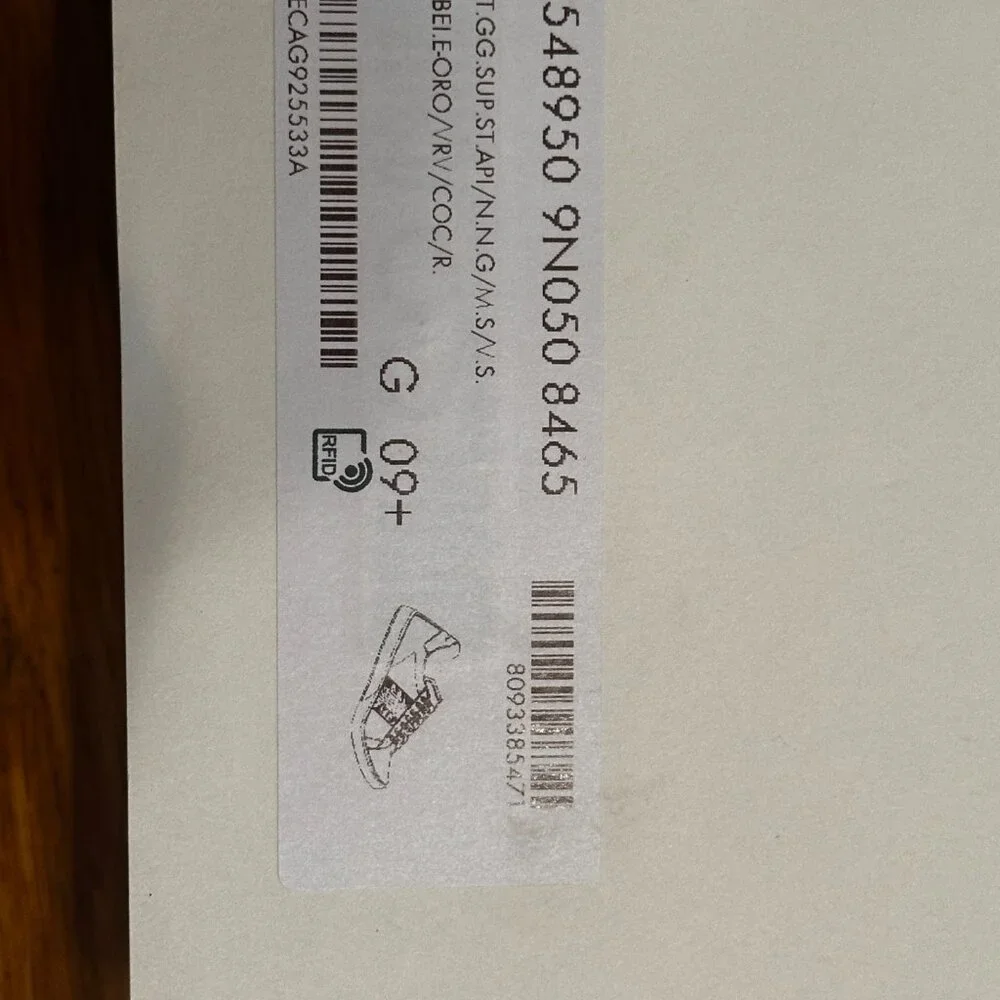 548950 9N050 8465
T.GG.SUP.ST.API/N.N.G/M.S/V.S.
BEI.E-ORO/VRV/COC/R.
G 09+
RFID
ECAG925533A
8093385471